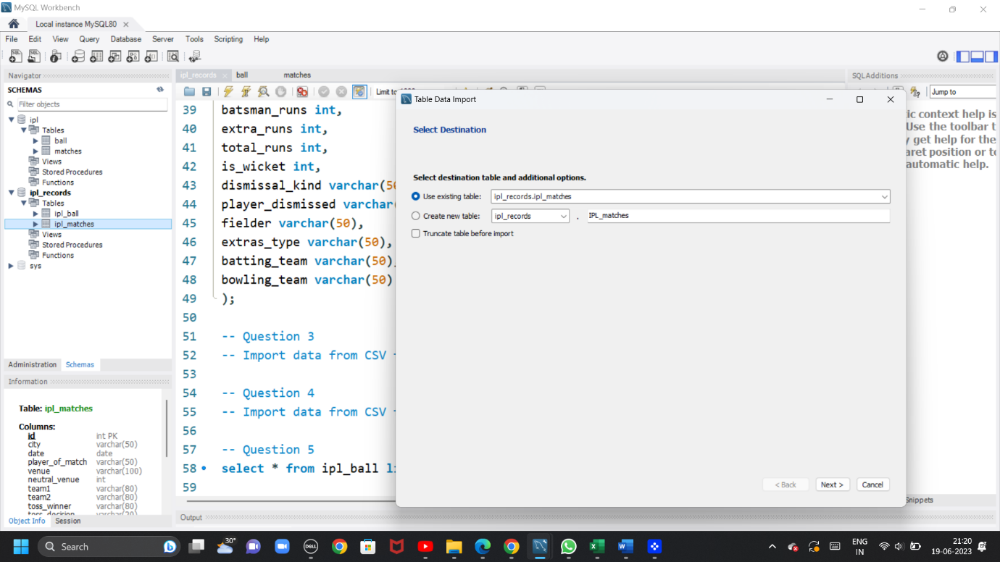 MySQL Workbench
Local instance MySQL80
File Edit View Query Database Server Tools Scripting Help
Navigator
SCHEMAS
Filter objects
ipl
Tables
ball
matches
Views
Stored Procedures
Functions
ipl_records
Tables
ipl_ball
ipl_matches
Views
Stored Procedures
Functions
sys
Administration Schemas
Information
Table: ipl_matches
Columns:
id int PK
city varchar(50)
date date
player_of_match varchar(50)
venue varchar(100)
neutral_venue int
team1 varchar(80)
team2 varchar(80)
toss_winner varchar(80)
Object Info Session
ipl_records ball matches
Limit to
39 batsman_runs int,
40 extra_runs int,
41 total_runs int,
42 is_wicket int,
43 dismissal_kind varchar(50
44 player_dismissed varchar
45 fielder varchar(50),
46 extras_type varchar(50),
47 batting_team varchar(50)
48 bowling_team varchar(50)
49 );
50
51 -- Question 3
52 -- Import data from CSV
53
54 -- Question 4
55 -- Import data from CSV
56
57 -- Question 5
58 select * from ipl_ball
59
Output
Table Data Import
Select Destination
Select destination table and additional options.
Use existing table: ipl_records.ipl_matches
Create new table: ipl_records . IPL_matches
Truncate table before import
< Back Next > Cancel
SQLAdditions
Jump to
ic context help is
Use the toolbar t
y get help for the
aret position or to
automatic help.
Snippets
Search
30°
DELL
ENG
IN
21:20
19-06-2023